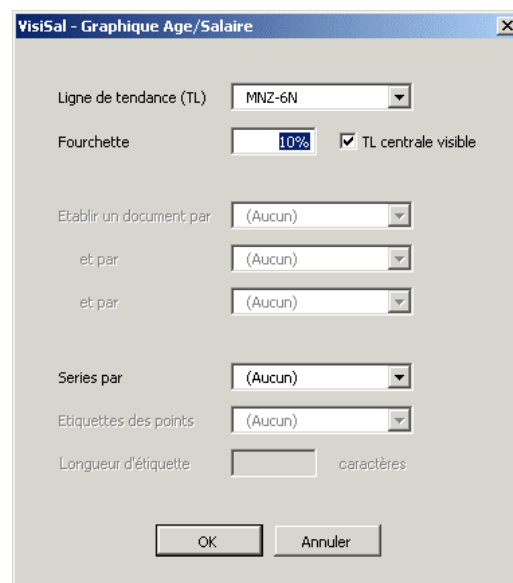 VisiSal - Graphique Age/Salaire
Ligne de tendance (TL) MNZ-6N
Fourchette 10% TL centrale visible
Etablir un document par (Aucun)
et par (Aucun)
et par (Aucun)
Series par (Aucun)
Etiquettes des points (Aucun)
Longueur d'étiquette caractères
OK Annuler